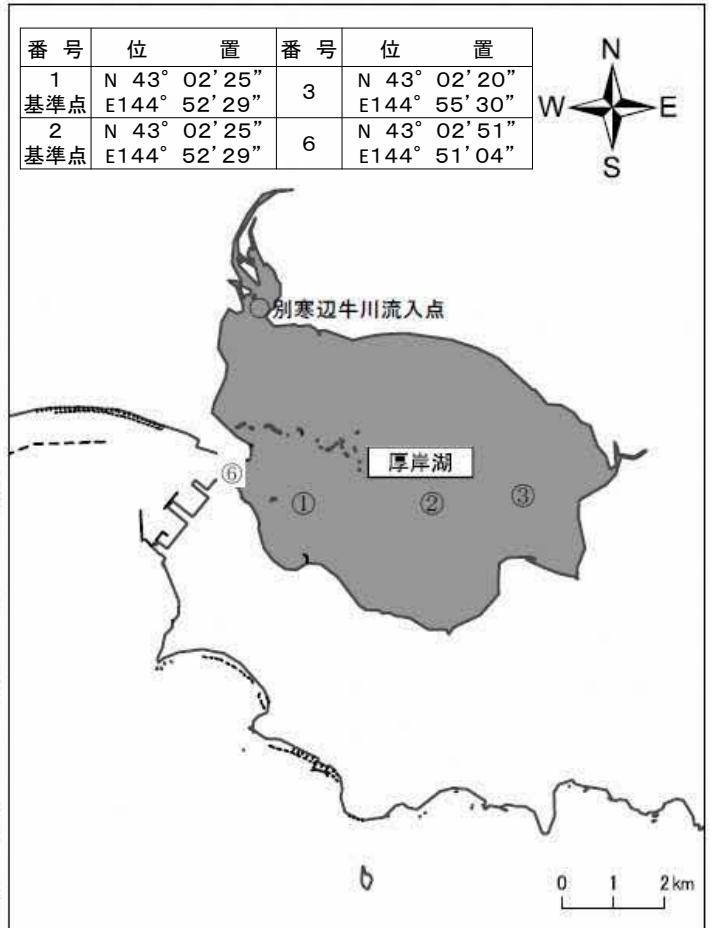 番 号 位 置 番 号 位 置
1 基準点 N 43° 02’25” E144° 52’29” 3 N 43° 02’20” E144° 55’30”
2 基準点 N 43° 02’25” E144° 52’29” 6 N 43° 02’51” E144° 51’04”
N
W E
S
別寒辺牛川流入点
厚岸湖
⑥ ① ② ③
0 1 2km